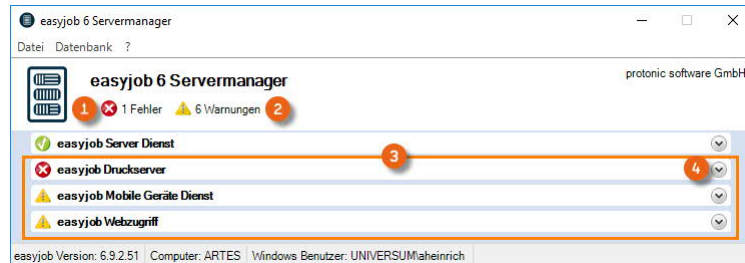 easyjob 6 Servermanager
Datei Datenbank ?
easyjob 6 Servermanager
protonic software GmbH
1 1 Fehler 6 Warnungen 2
easyjob Server Dienst
3
easyjob Druckserver
4
easyjob Mobile Geräte Dienst
easyjob Webzugriff
easyjob Version: 6.9.2.51 Computer: ARTES Windows Benutzer: UNIVERSUM\aheinrich